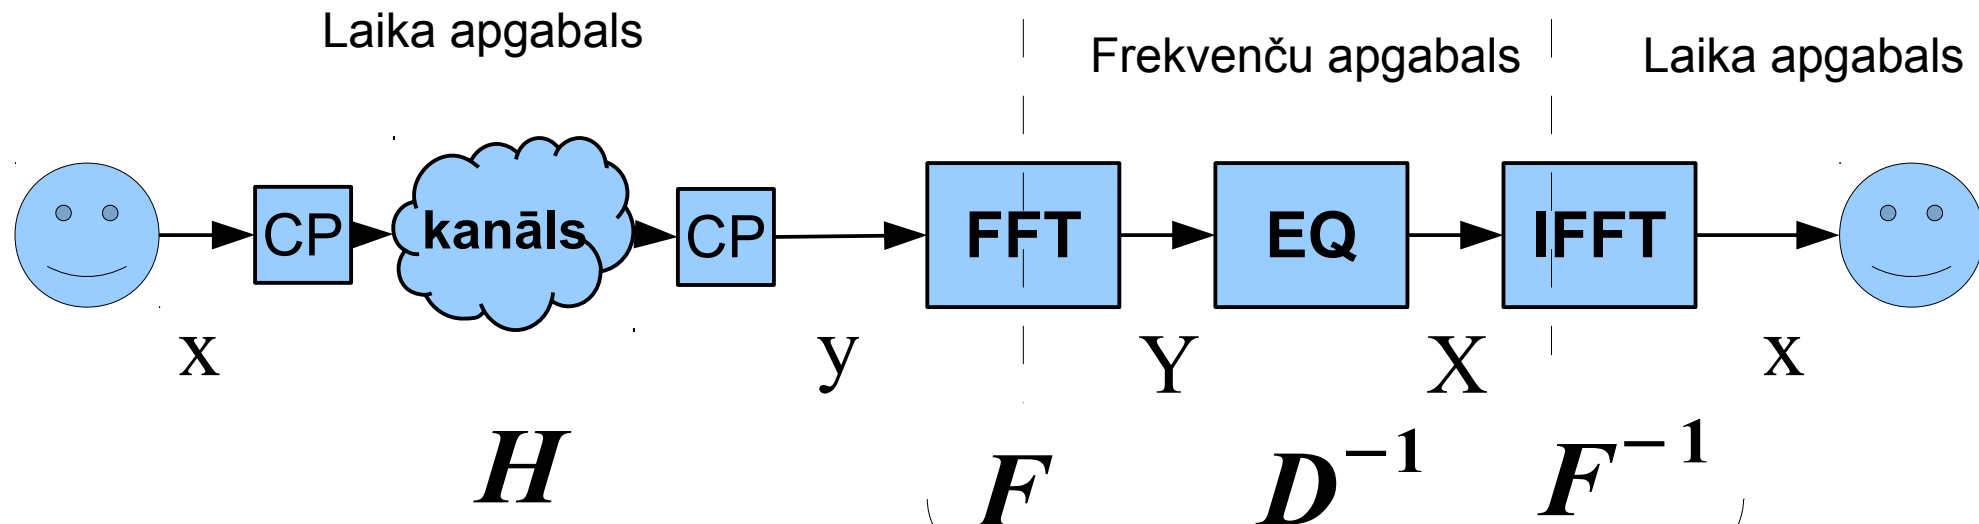 Laika apgabals
Frekvenču apgabals Laika apgabals
CP kanāls CP FFT EQ IFFT
x y Y X x
H F D⁻¹ F⁻¹